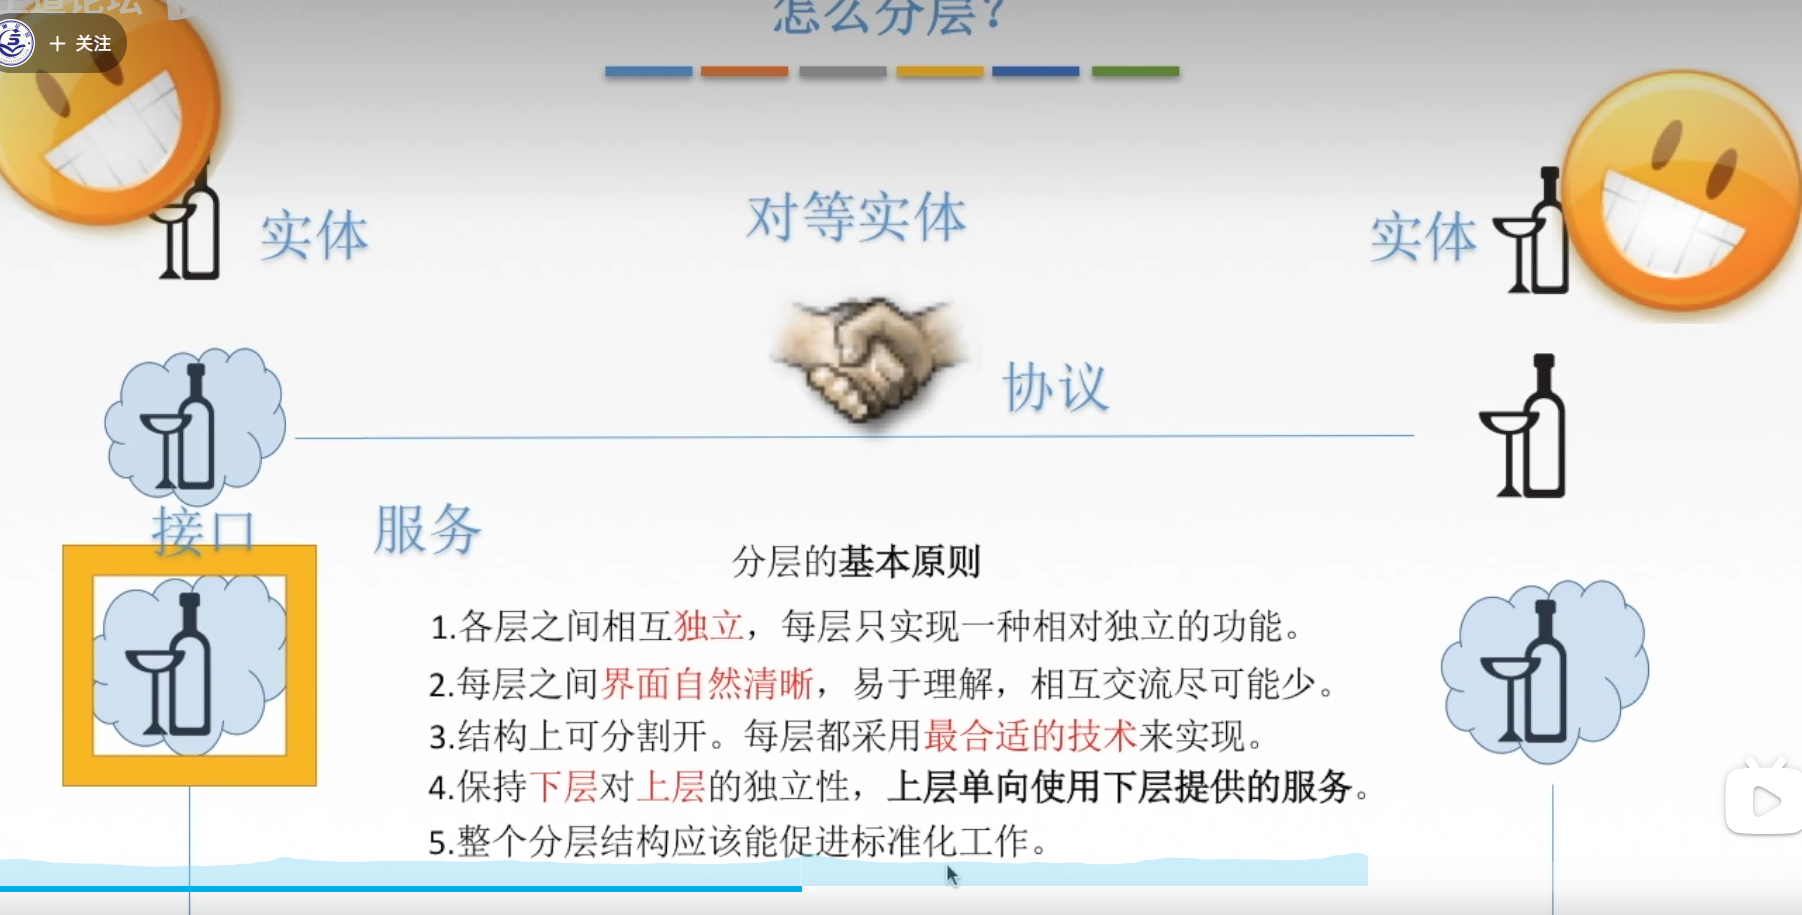 王道论坛
+ 关注
怎么分层?
实体
对等实体
实体
协议
接口
服务
分层的基本原则
1.各层之间相互独立，每层只实现一种相对独立的功能。
2.每层之间界面自然清晰，易于理解，相互交流尽可能少。
3.结构上可分割开。每层都采用最合适的技术来实现。
4.保持下层对上层的独立性，上层单向使用下层提供的服务。
5.整个分层结构应该能促进标准化工作。